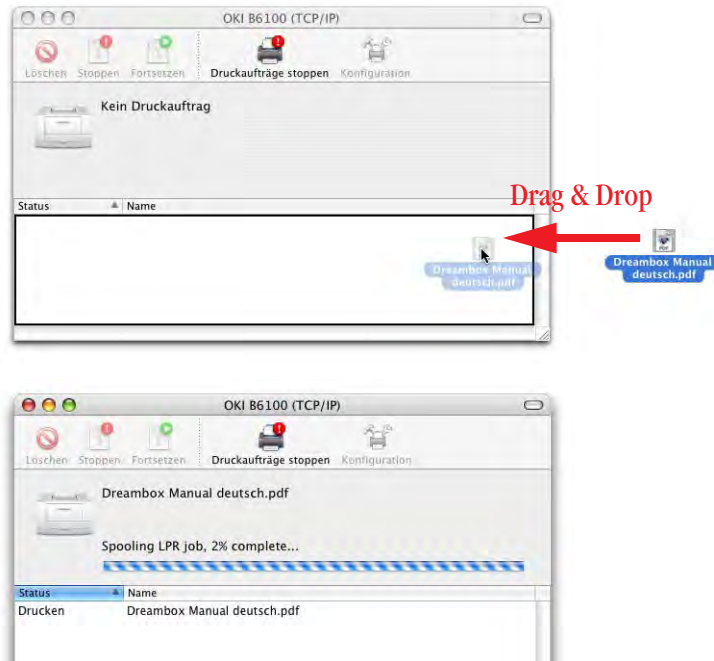 OKI B6100 (TCP/IP)
Löschen Stoppen Fortsetzen Druckaufträge stoppen Konfiguration
Kein Druckauftrag
Drag & Drop
Status Name
PDF
Dreambox Manual
deutsch.pdf
Dreambox Manual
deutsch.pdf
OKI B6100 (TCP/IP)
Löschen Stoppen Fortsetzen Druckaufträge stoppen Konfiguration
Dreambox Manual deutsch.pdf
Spooling LPR job, 2% complete...
Status Name
Drucken Dreambox Manual deutsch.pdf